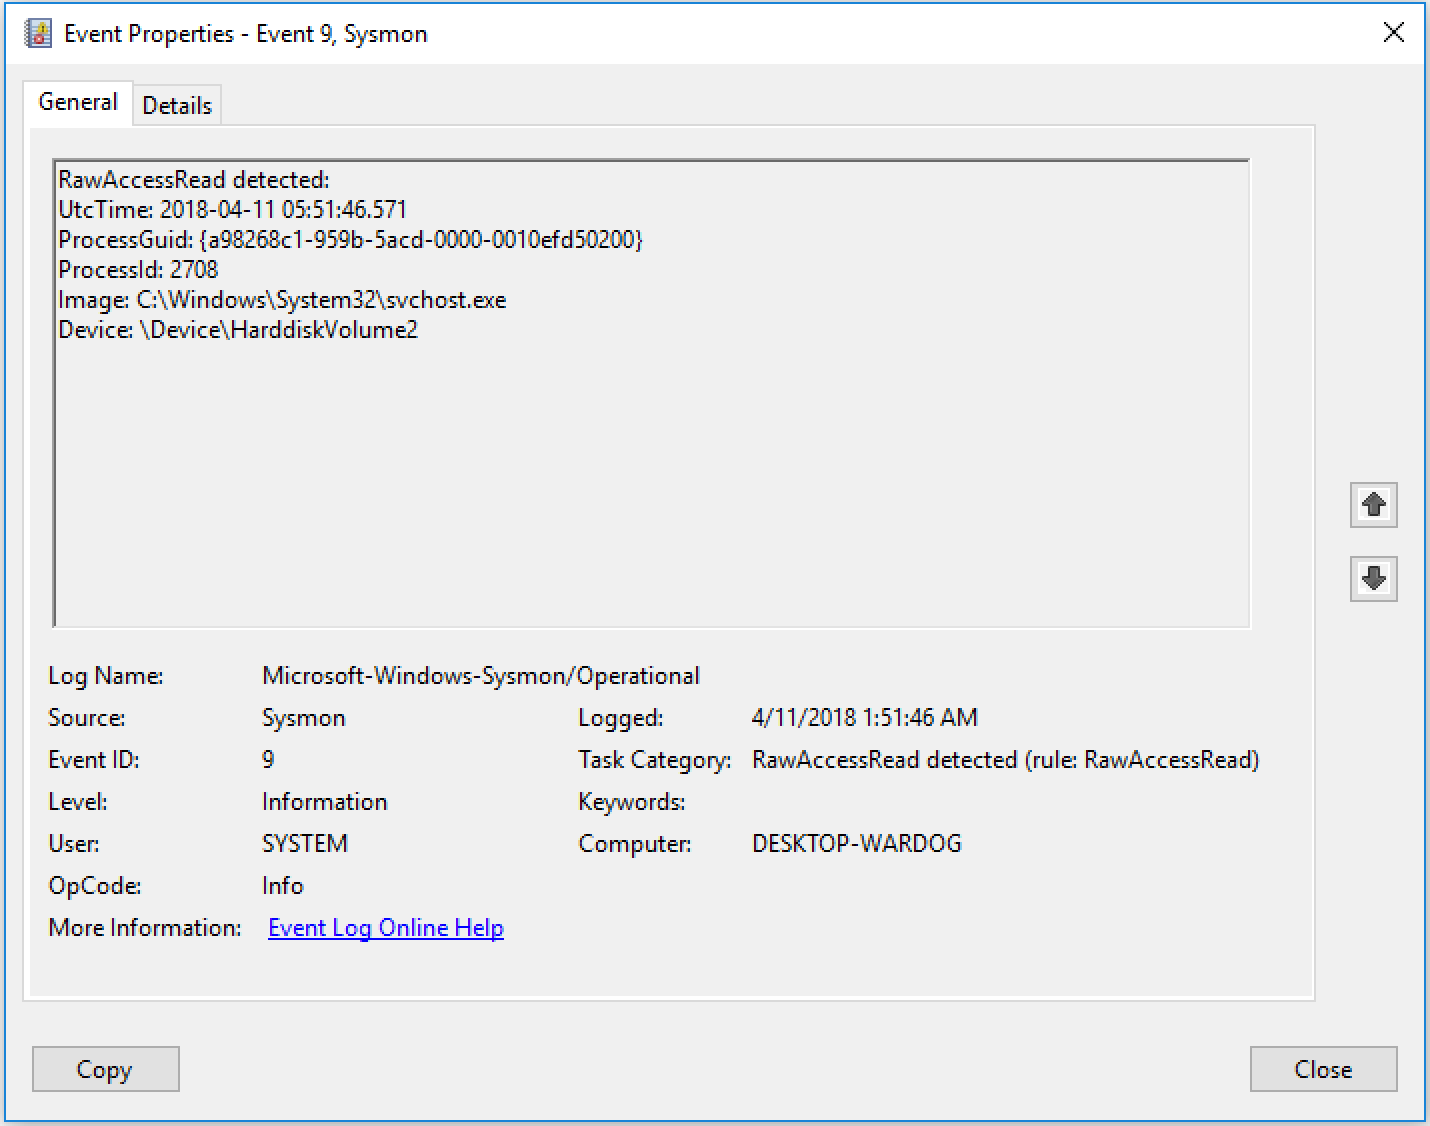 Event Properties - Event 9, Sysmon
General Details
RawAccessRead detected:
UtcTime: 2018-04-11 05:51:46.571
ProcessGuid: {a98268c1-959b-5acd-0000-0010efd50200}
ProcessId: 2708
Image: C:\Windows\System32\svchost.exe
Device: \Device\HarddiskVolume2
Log Name: Microsoft-Windows-Sysmon/Operational
Source: Sysmon Logged: 4/11/2018 1:51:46 AM
Event ID: 9 Task Category: RawAccessRead detected (rule: RawAccessRead)
Level: Information Keywords:
User: SYSTEM Computer: DESKTOP-WARDOG
OpCode: Info
More Information: Event Log Online Help
Copy Close